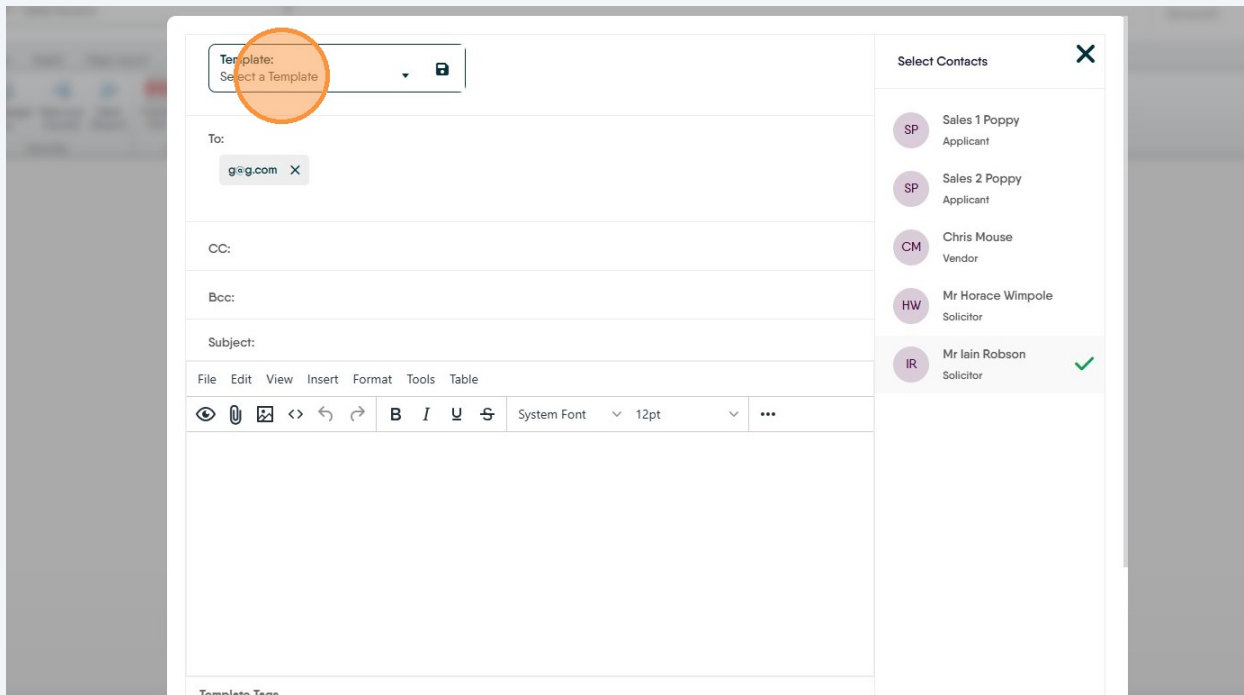 Template:
Select a Template
To:
g@g.com
CC:
Bcc:
Subject:
File Edit View Insert Format Tools Table
B I U S System Font 12pt
Template Tags
Select Contacts
SP Sales 1 Poppy
Applicant
SP Sales 2 Poppy
Applicant
CM Chris Mouse
Vendor
HW Mr Horace Wimpole
Solicitor
IR Mr Iain Robson
Solicitor